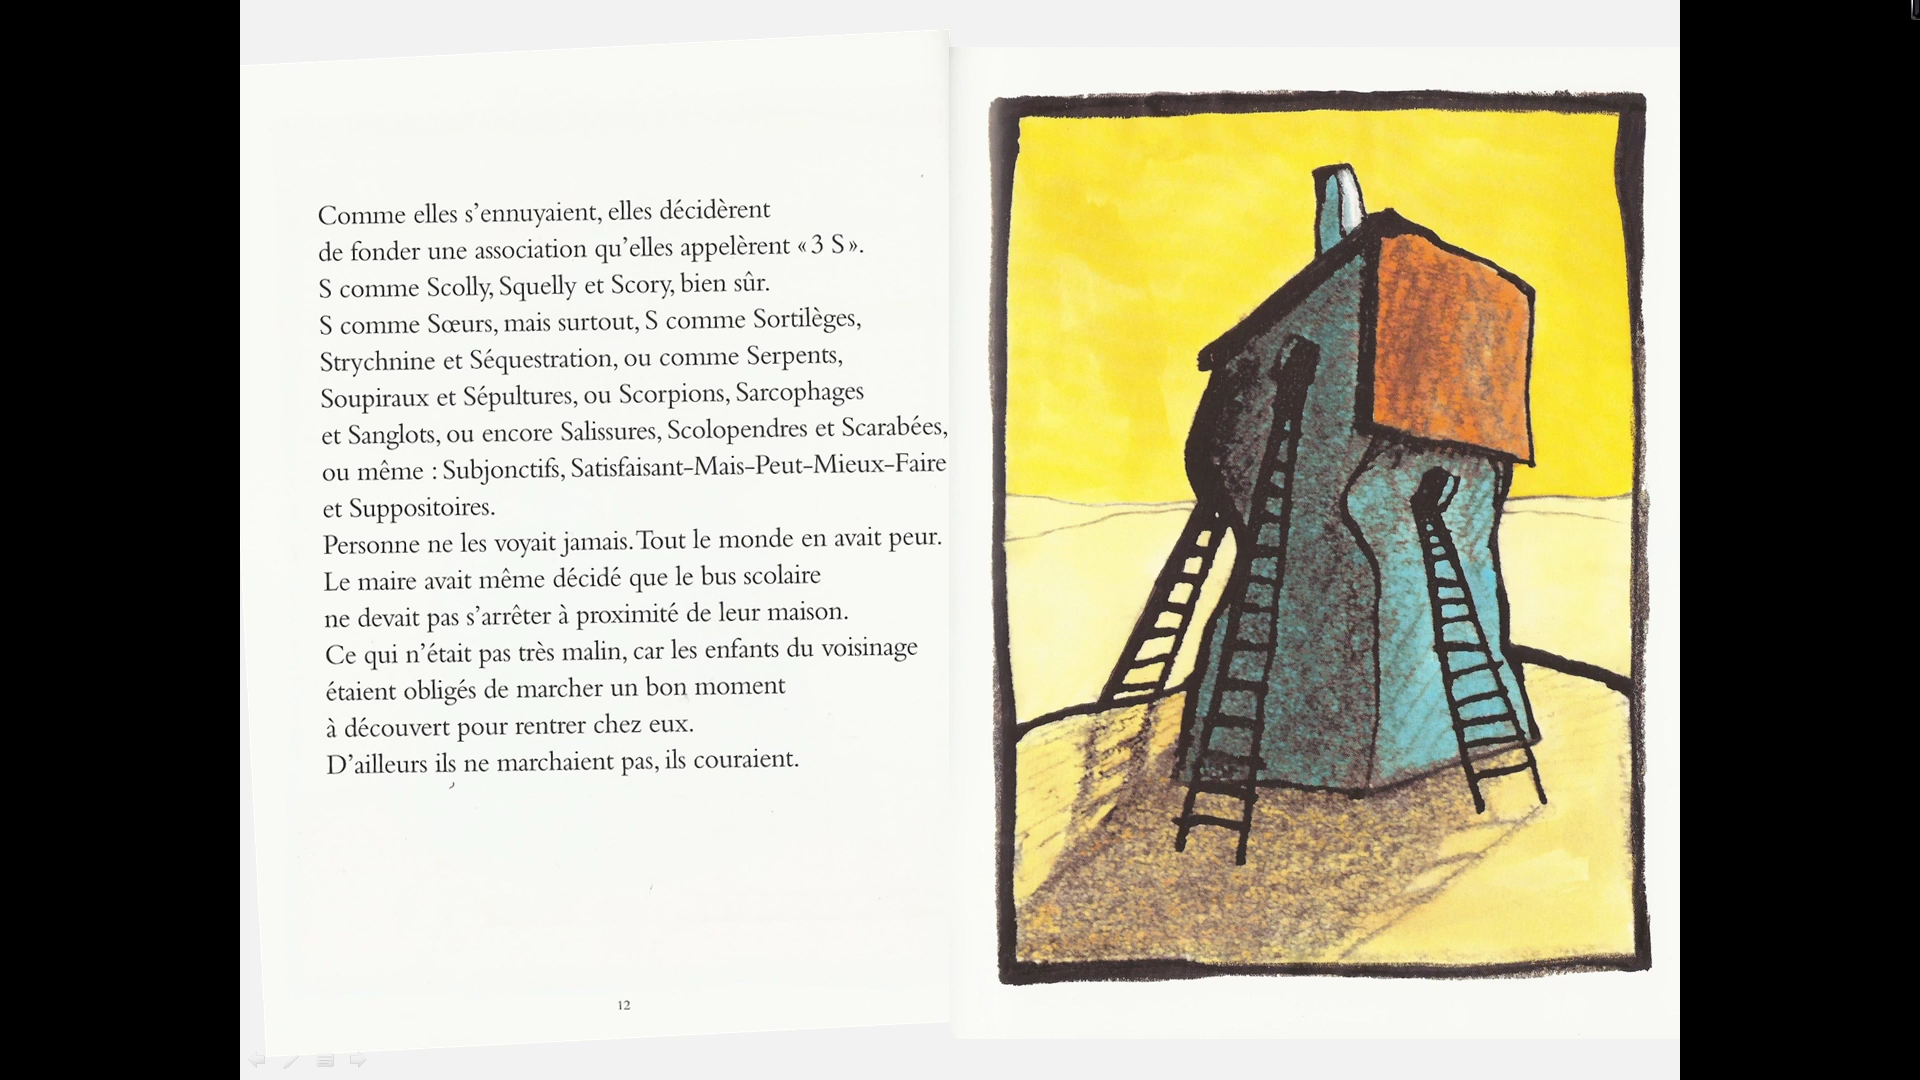 Comme elles s’ennuyaient, elles décidèrent
de fonder une association qu’elles appelèrent « 3 S ».
S comme Scolly, Squelly et Scory, bien sûr.
S comme Sœurs, mais surtout, S comme Sortilèges,
Strychnine et Séquestration, ou comme Serpents,
Soupiraux et Sépultures, ou Scorpions, Sarcophages
et Sanglots, ou encore Salissures, Scolopendres et Scarabées,
ou même : Subjonctifs, Satisfaisant-Mais-Peut-Mieux-Faire
et Suppositoires.
Personne ne les voyait jamais. Tout le monde en avait peur.
Le maire avait même décidé que le bus scolaire
ne devait pas s’arrêter à proximité de leur maison.
Ce qui n’était pas très malin, car les enfants du voisinage
étaient obligés de marcher un bon moment
à découvert pour rentrer chez eux.
D’ailleurs ils ne marchaient pas, ils couraient.
12